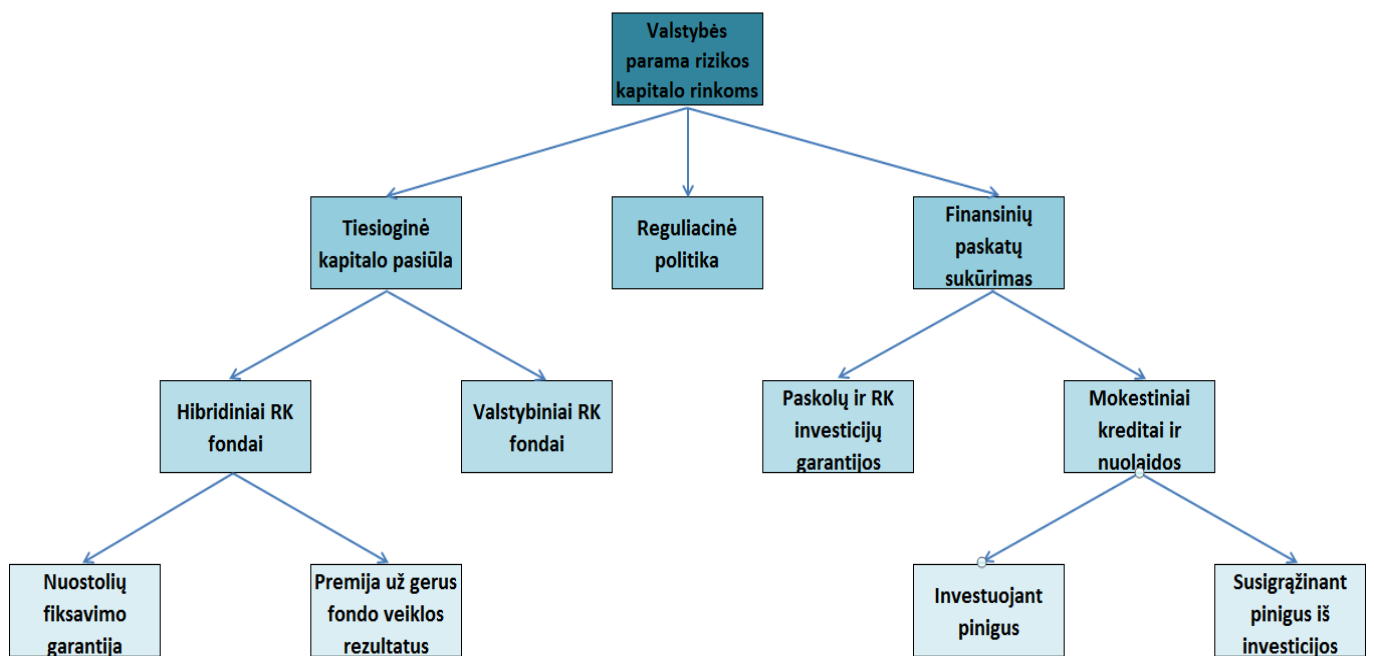 Valstybės
parama rizikos
kapitalo rinkoms
Tiesioginė
kapitalo pasiūla
Reguliacinė
politika
Finansinių
paskatų
sukūrimas
Hibridiniai RK
fondai
Valstybiniai RK
fondai
Paskolų ir RK
investicijų
garantijos
Mokestiniai
kreditai ir
nuolaidos
Nuostolių
fiksavimo
garantija
Premija už gerus
fondo veiklos
rezultatus
Investuojant
pinigus
Susigrąžinant
pinigus iš
investicijos